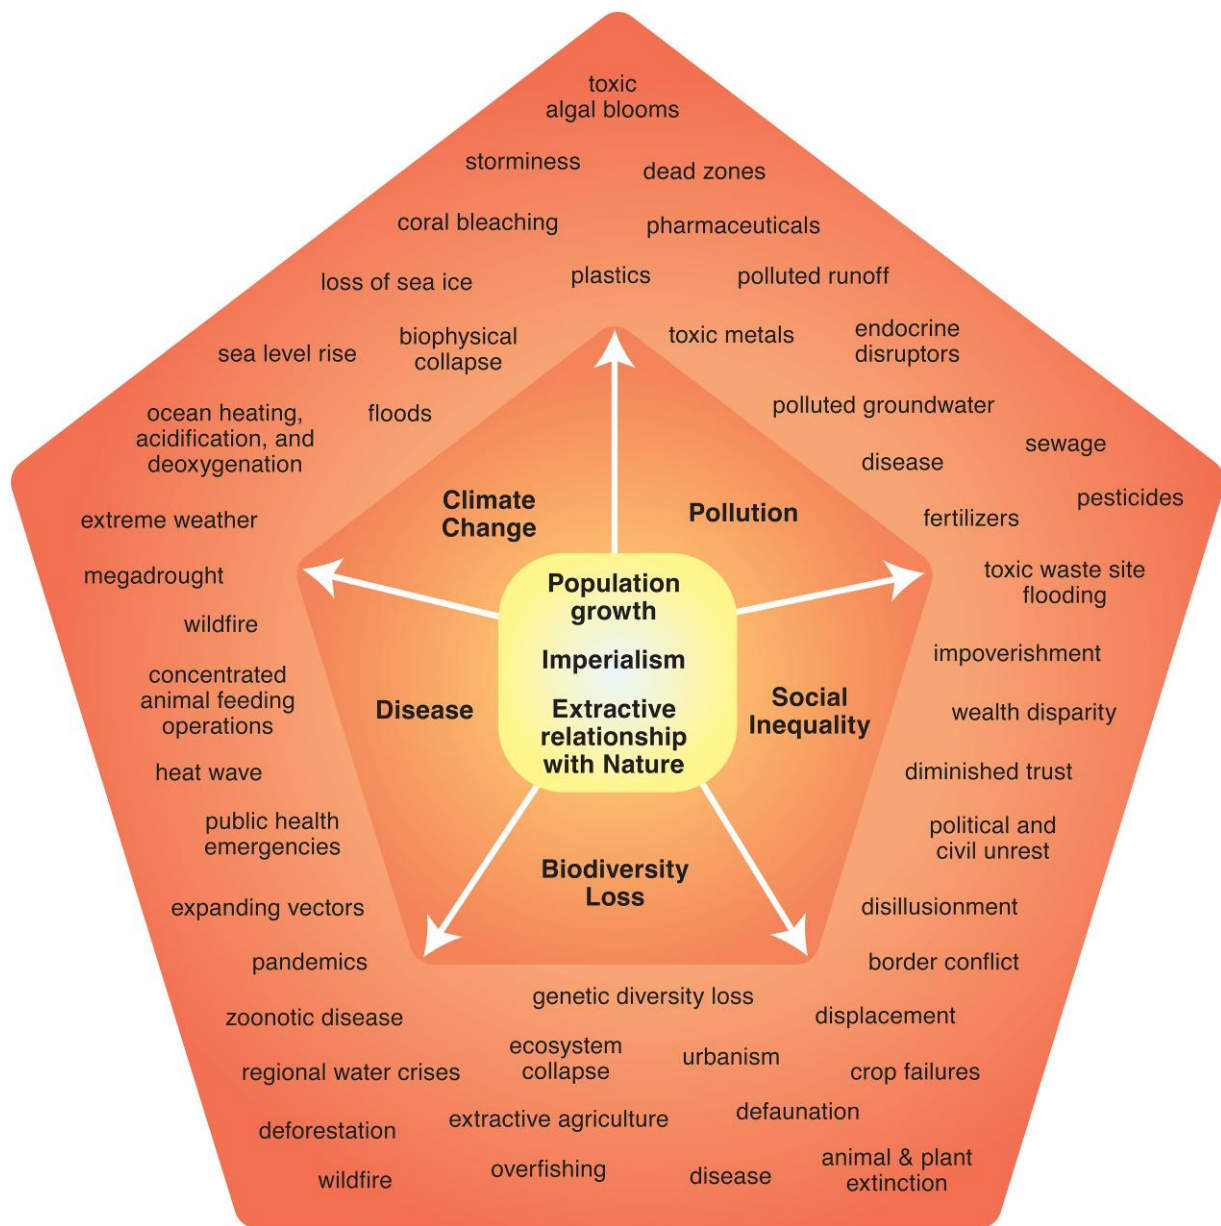 toxic
algal blooms
storminess
dead zones
coral bleaching
pharmaceuticals
loss of sea ice
plastics
polluted runoff
sea level rise
biophysical
collapse
toxic metals
endocrine
disruptors
ocean heating,
acidification, and
deoxygenation
floods
polluted groundwater
sewage
disease
pesticides
extreme weather
Climate
Change
Pollution
fertilizers
megadrought
toxic waste site
flooding
wildfire
Population
growth
Imperialism
Extractive
relationship
with Nature
impoverishment
concentrated
animal feeding
operations
Disease
Social
Inequality
wealth disparity
heat wave
diminished trust
public health
emergencies
political and
civil unrest
Biodiversity
Loss
expanding vectors
disillusionment
pandemics
border conflict
genetic diversity loss
zoonotic disease
displacement
ecosystem
collapse
urbanism
regional water crises
crop failures
deforestation
extractive agriculture
defaunation
wildfire
overfishing
disease
animal & plant
extinction